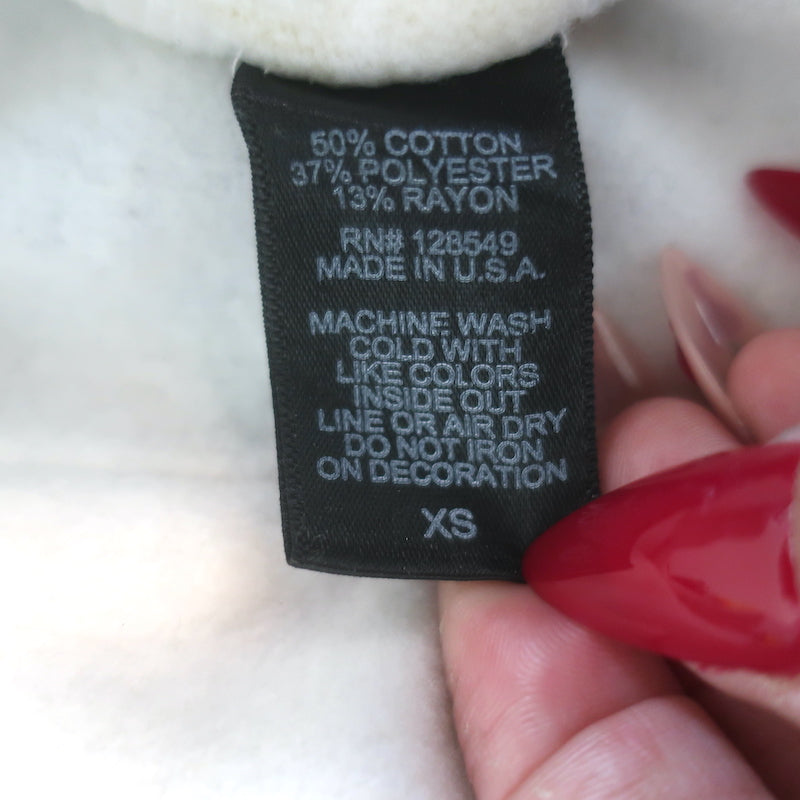 50% COTTON
37% POLYESTER
13% RAYON
RN# 128549
MADE IN U.S.A.
MACHINE WASH
COLD WITH
LIKE COLORS
INSIDE OUT
LINE OR AIR DRY
DO NOT IRON
ON DECORATION
XS